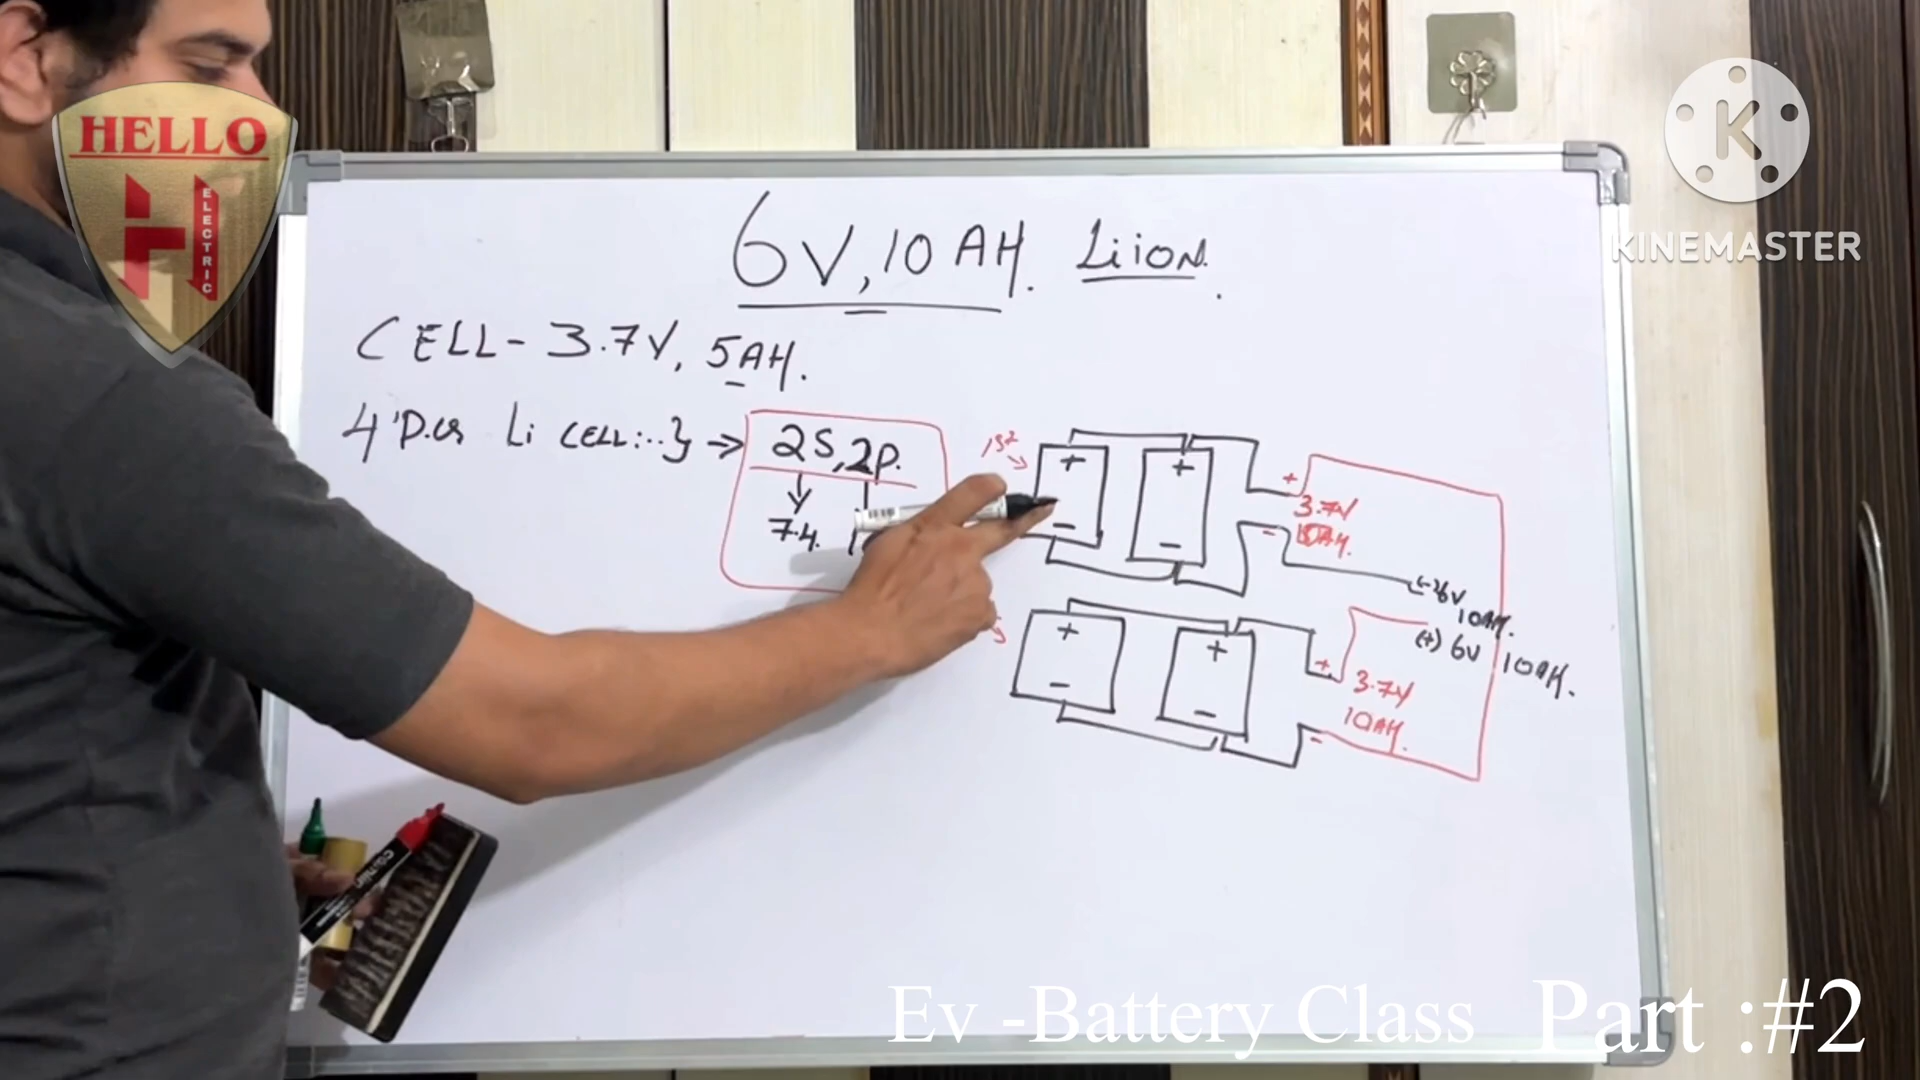 HELLO
H
ELECTRIC
K
KINEMASTER
6V, 10 AH. Li ion.
CELL - 3.7V, 5AH.
4 P.cs Li CELL:..} → 2S, 2P.
7.4.
+ +
- -
+
3.7V
10AH.
-
(-) 6V
10AH.
(+) 6V 10AH.
+ +
- -
+
3.7V
10AH.
-
Ev -Battery Class Part :#2